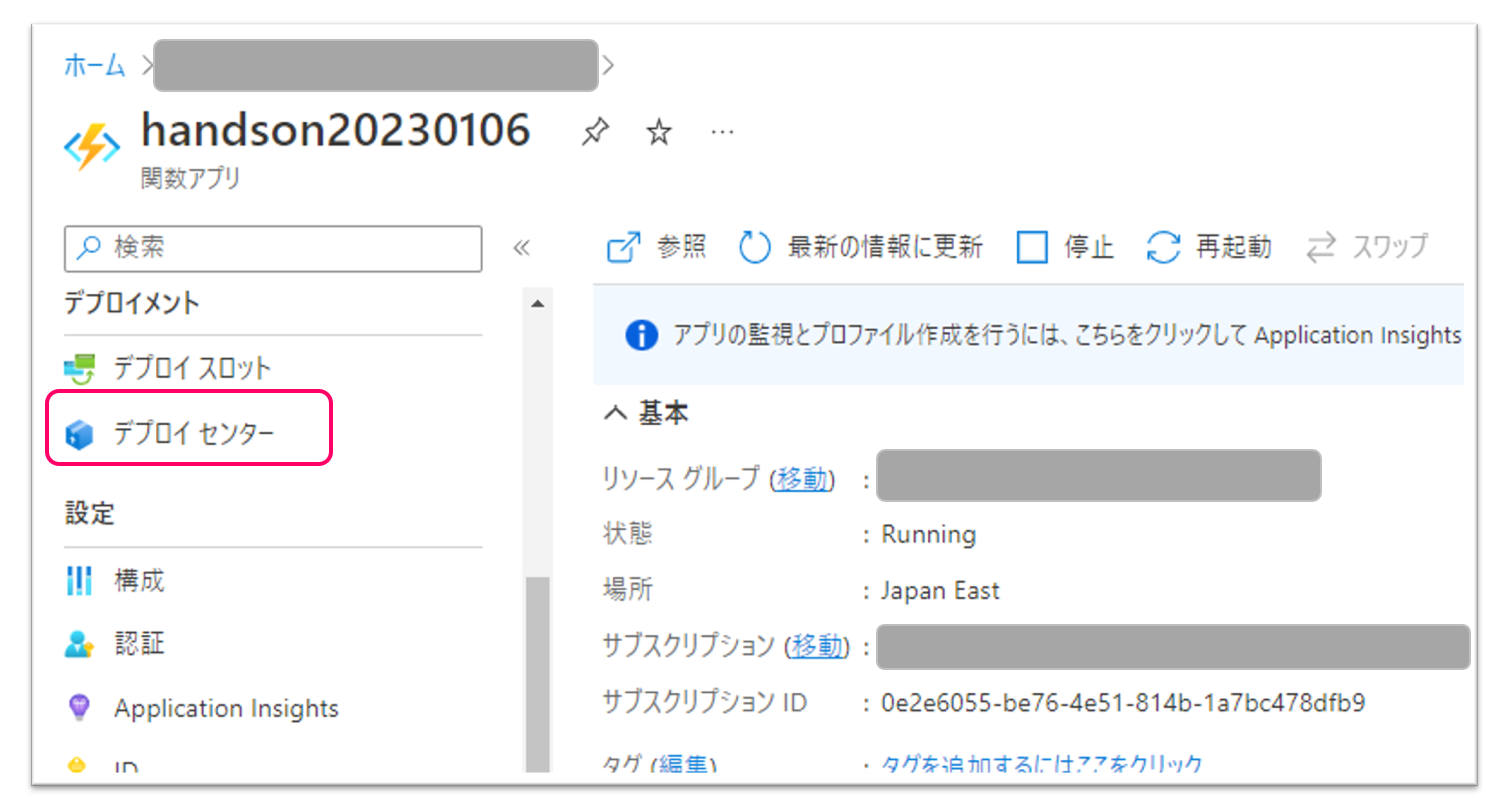 ホーム
handson20230106
関数アプリ
検索
デプロイメント
デプロイ スロット
デプロイ センター
設定
構成
認証
Application Insights
ID
参照 最新の情報に更新 停止 再起動 スワップ
アプリの監視とプロファイル作成を行うには、こちらをクリックして Application Insights
基本
リソース グループ (移動) :
状態 : Running
場所 : Japan East
サブスクリプション (移動) :
サブスクリプション ID : 0e2e6055-be76-4e51-814b-1a7bc478dfb9
タグ (編集) : タグを追加するにはここをクリック